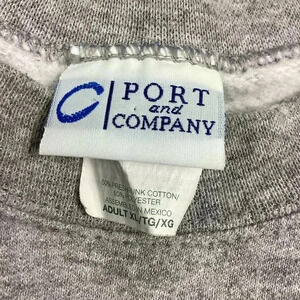 PORT
and
COMPANY
COTTON/
MEXICO
ADULT XL/TG/XG